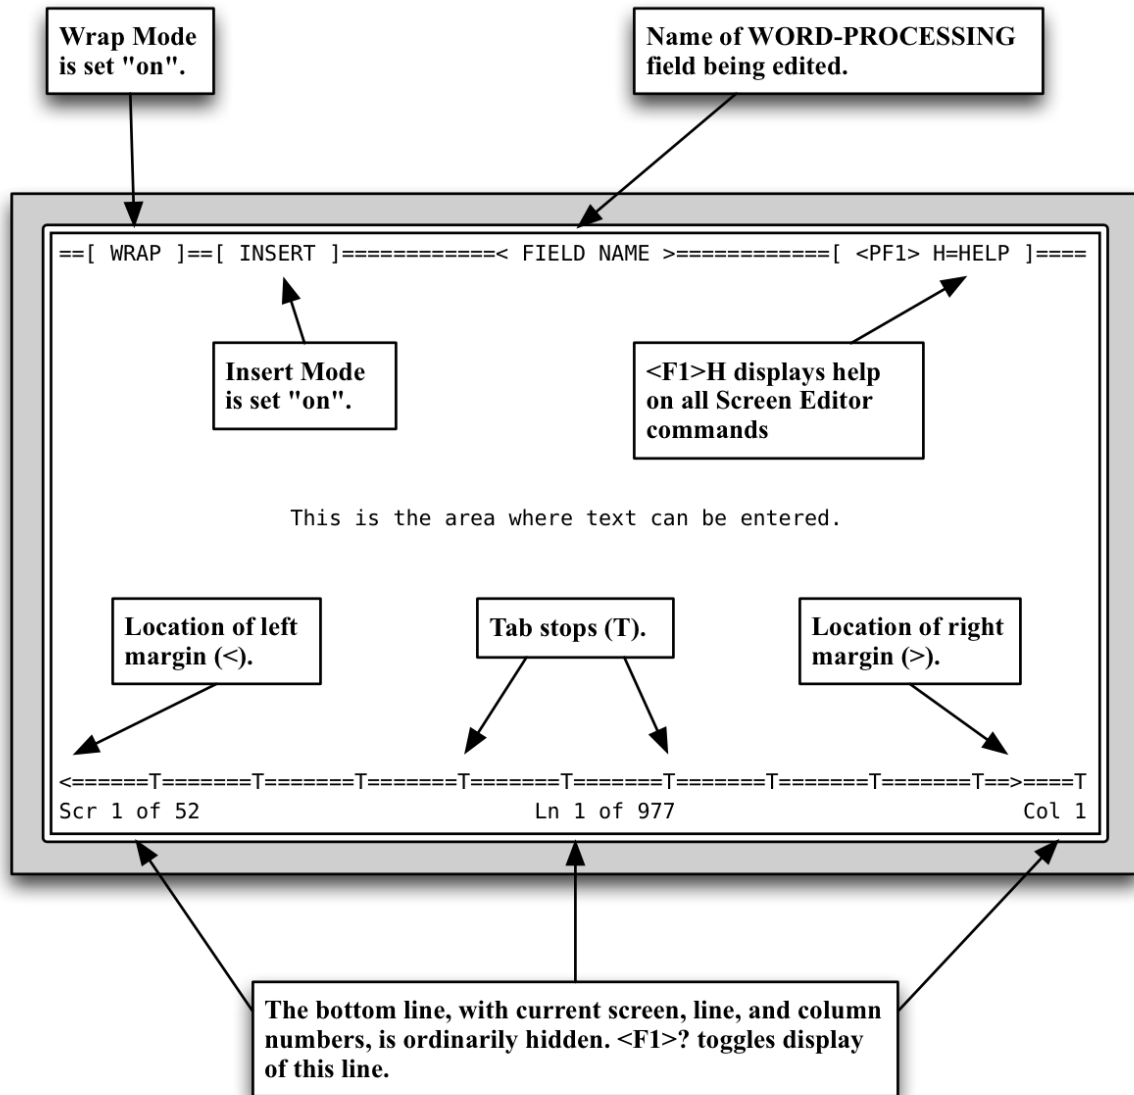 Wrap Mode
is set "on".
Name of WORD-PROCESSING
field being edited.
==[ WRAP ]==[ INSERT ]============< FIELD NAME >============[ <PF1> H=HELP ]====
Insert Mode
is set "on".
<F1>H displays help
on all Screen Editor
commands
This is the area where text can be entered.
Location of left
margin (<).
Tab stops (T).
Location of right
margin (>).
<======T=======T=======T=======T=======T=======T=======T=======T=======T==>====T
Scr 1 of 52 Ln 1 of 977 Col 1
The bottom line, with current screen, line, and column
numbers, is ordinarily hidden. <F1>? toggles display
of this line.